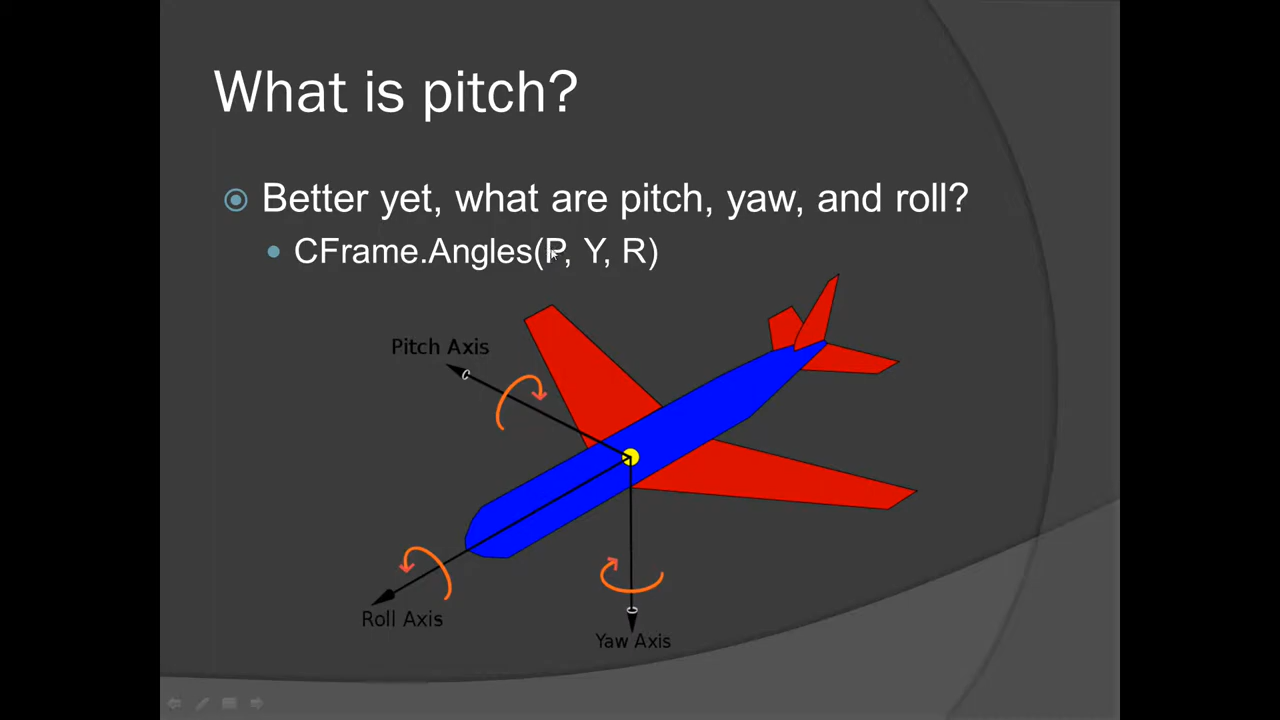 What is pitch?
Better yet, what are pitch, yaw, and roll?
CFrame.Angles(P, Y, R)
Pitch Axis
Roll Axis
Yaw Axis